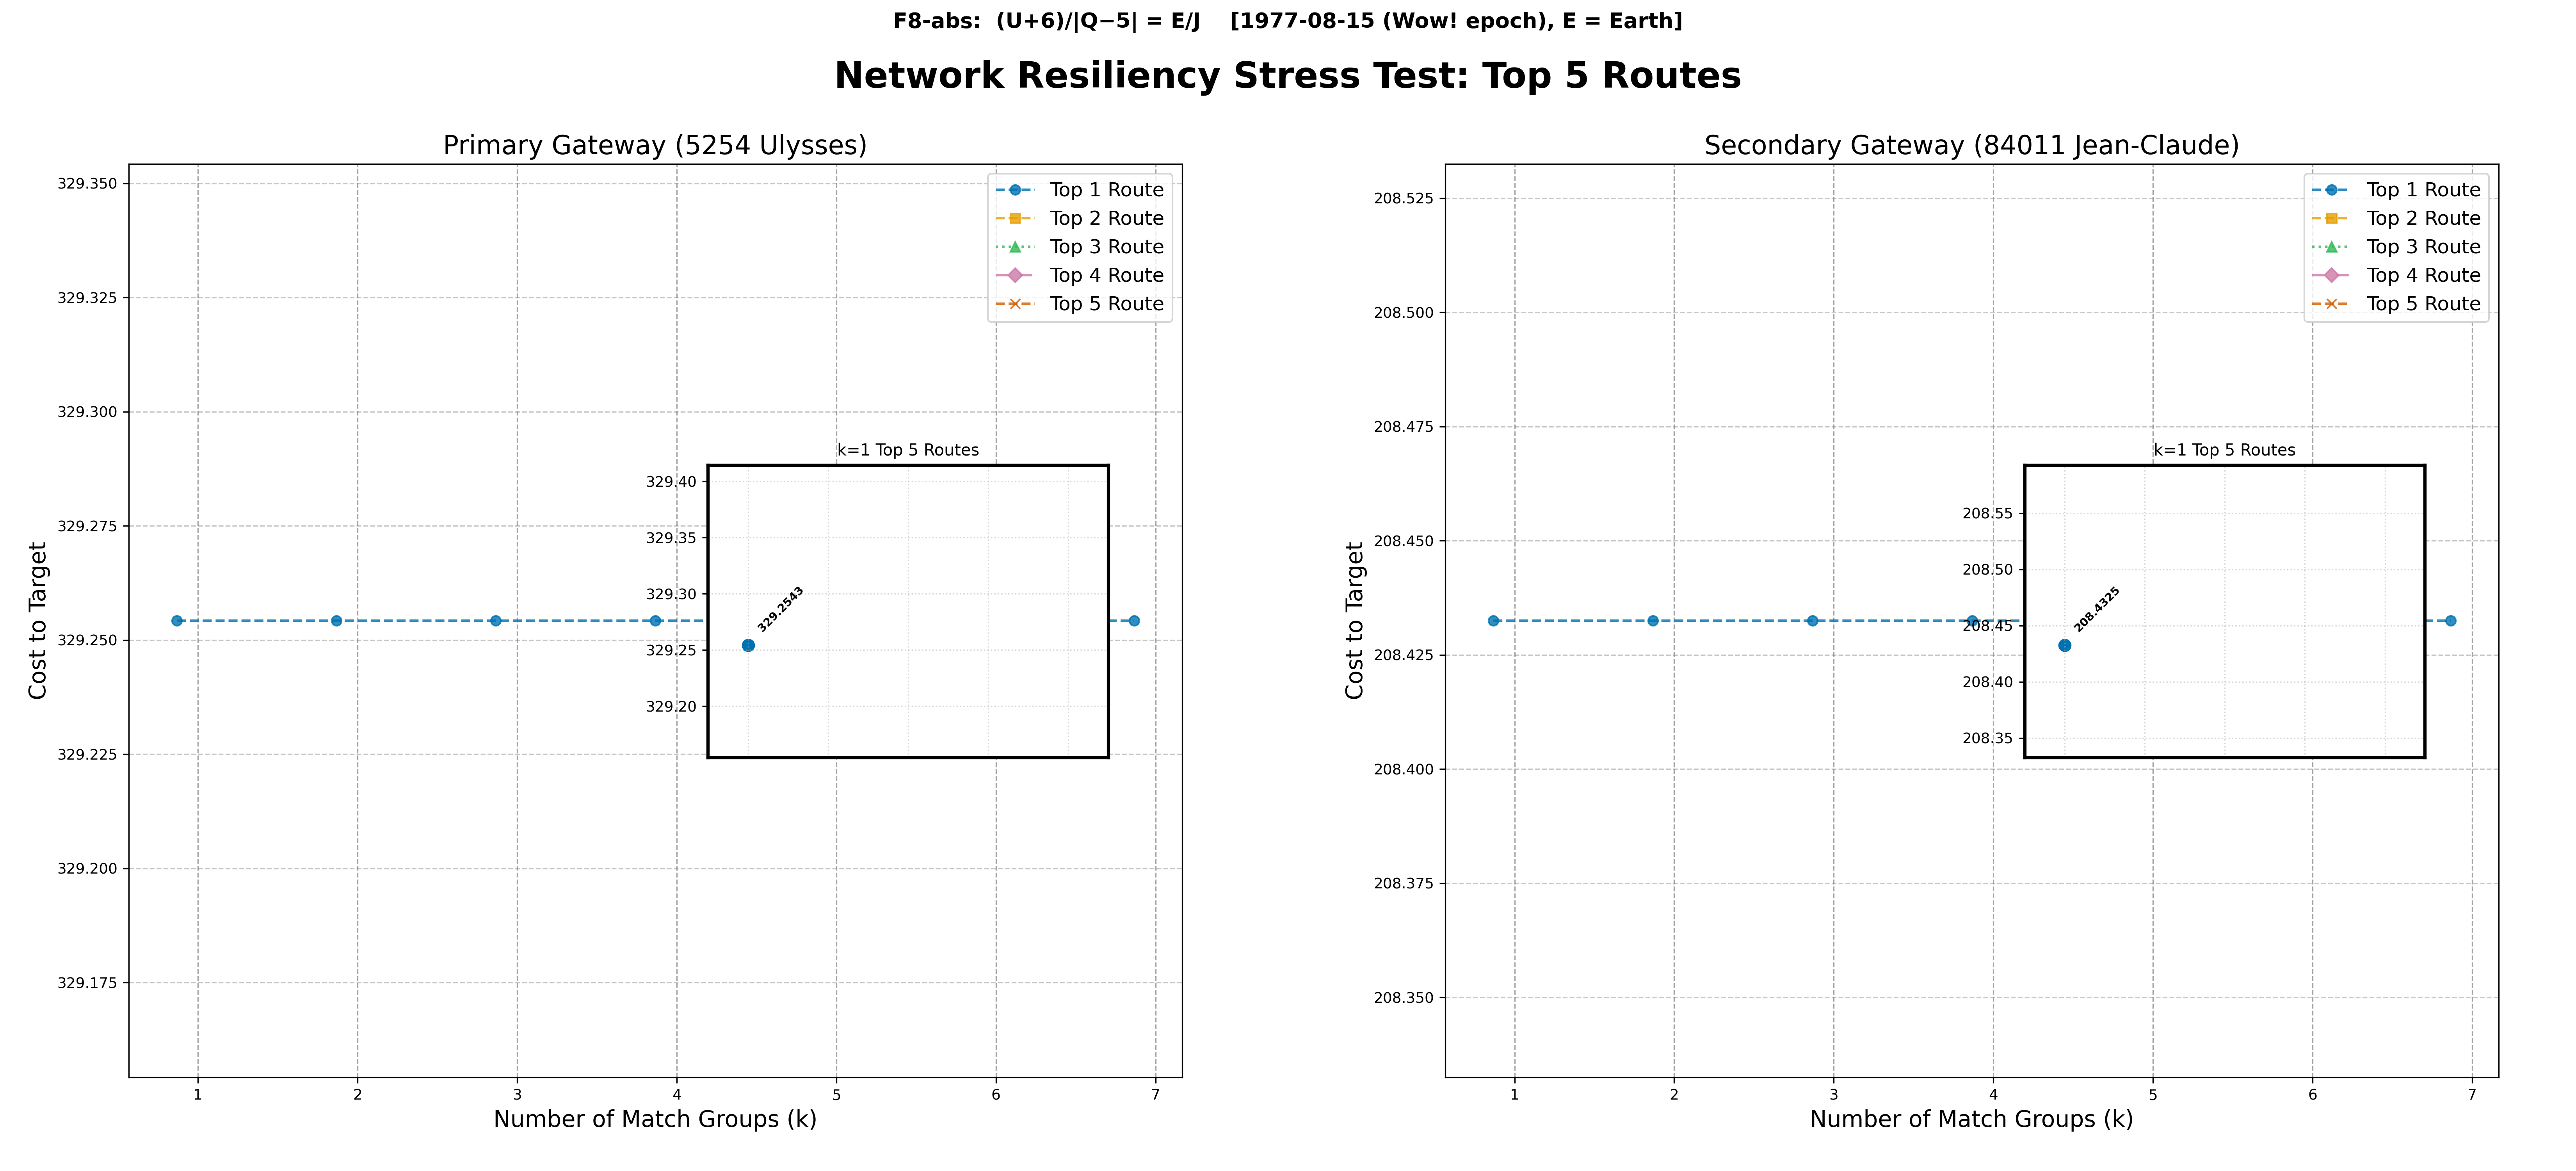 F8-abs:  (U+6)/|Q−5| = E/J    [1977-08-15 (Wow! epoch), E = Earth]
Network Resiliency Stress Test: Top 5 Routes
Primary Gateway (5254 Ulysses)
Cost to Target
329.350
329.325
329.300
329.275
329.250
329.225
329.200
329.175
Top 1 Route
Top 2 Route
Top 3 Route
Top 4 Route
Top 5 Route
k=1 Top 5 Routes
329.40
329.35
329.30
329.25
329.20
329.2543
1 2 3 4 5 6 7
Number of Match Groups (k)
Secondary Gateway (84011 Jean-Claude)
Cost to Target
208.525
208.500
208.475
208.450
208.425
208.400
208.375
208.350
Top 1 Route
Top 2 Route
Top 3 Route
Top 4 Route
Top 5 Route
k=1 Top 5 Routes
208.55
208.50
208.45
208.40
208.35
208.4325
1 2 3 4 5 6 7
Number of Match Groups (k)